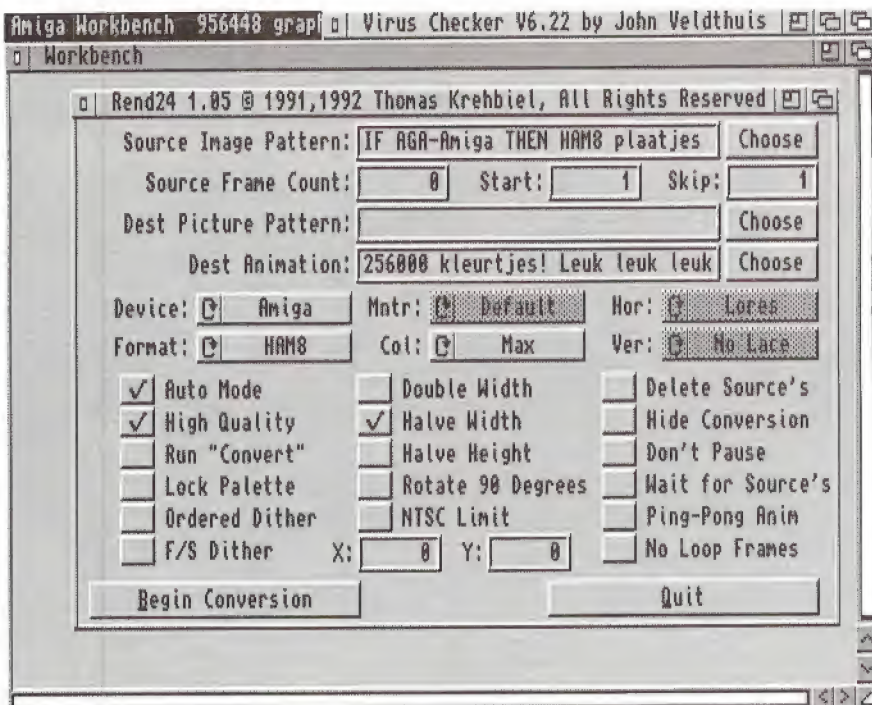 Amiga Workbench 956448 grap Virus Checker V6.22 by John Veldthuis
Workbench
Rend24 1.05 © 1991,1992 Thomas Krehbiel, All Rights Reserved
Source Image Pattern: IF AGA-Amiga THEN HAM8 plaatjes Choose
Source Frame Count: 0 Start: 1 Skip: 1
Dest Picture Pattern: Choose
Dest Animation: 256000 kleurtjes! Leuk leuk leuk Choose
Device: Amiga Mntr: Default Hor: Lores
Format: HAM8 Col: Max Ver: No Lace
Auto Mode Double Width Delete Source's
High Quality Halve Width Hide Conversion
Run "Convert" Halve Height Don't Pause
Lock Palette Rotate 90 Degrees Wait for Source's
Ordered Dither NTSC Limit Ping-Pong Anim
F/S Dither X: 0 Y: 0 No Loop Frames
Begin Conversion Quit